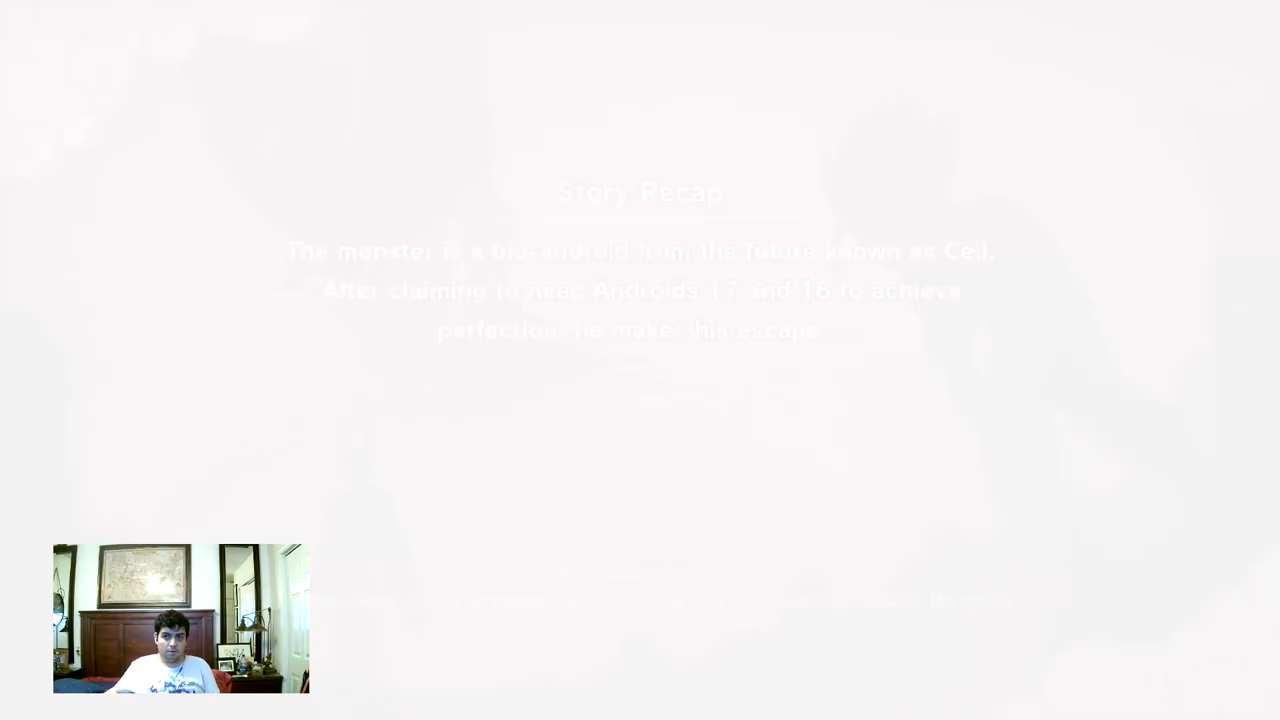 Story Recap
The monster is a bio-android from the future known as Cell.
After claiming to need Androids 17 and 18 to achieve
perfection, he makes his escape.